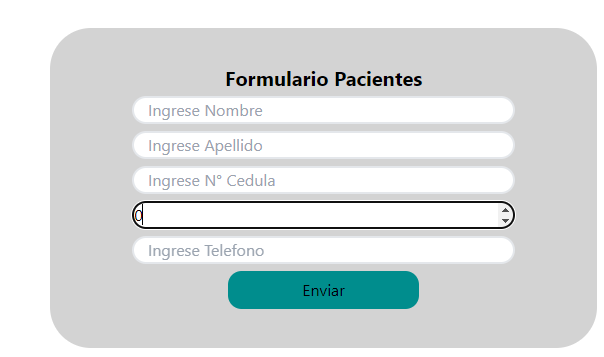 Formulario Pacientes
Ingrese Nombre
Ingrese Apellido
Ingrese N° Cedula
0
Ingrese Telefono
Enviar